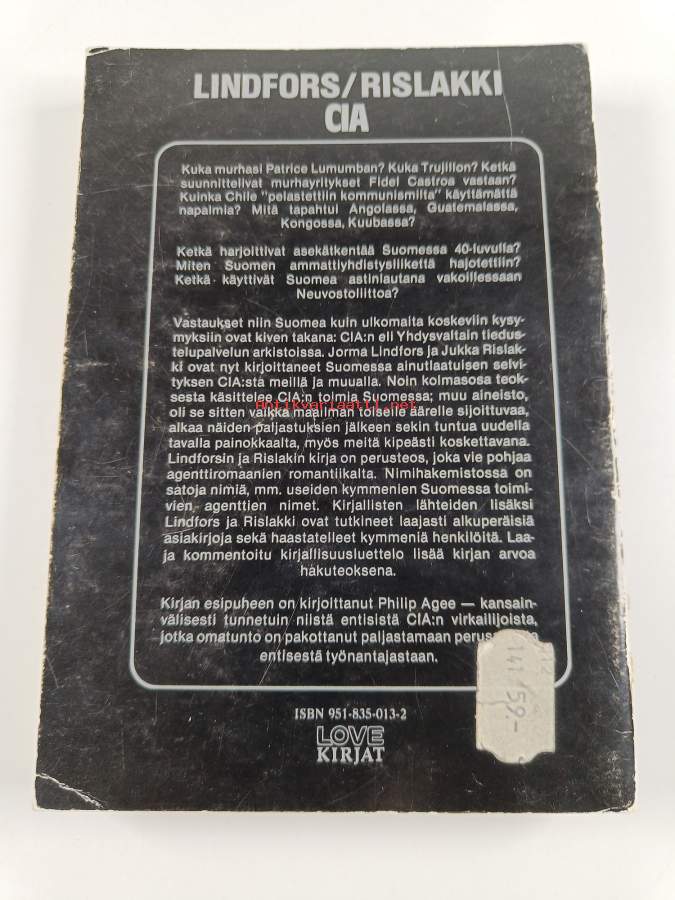 LINDFORS/RISLAKKI
CIA
Kuka murhasi Patrice Lumumban? Kuka Trujillon? Ketkä
suunnittelivat murhayritykset Fidel Castroa vastaan?
Kuinka Chile "pelastettiin kommunismilta" käyttämättä
napalmia? Mitä tapahtui Angolassa, Guatemalassa,
Kongossa, Kuubassa?
Ketkä harjoittivat asekätkentää Suomessa 40-luvulla?
Miten Suomen ammattiyhdistysliikettä hajotettiin?
Ketkä käyttivät Suomea astinlautana vakoillessaan
Neuvostoliittoa?
Vastaukset niin Suomea kuin ulkomaita koskeviin kysy-
myksiin ovat kiven takana: CIA:n eli Yhdysvaltain tiedus-
telupalvelun arkistoissa. Jorma Lindfors ja Jukka Rislak-
ki ovat nyt kirjoittaneet Suomessa ainutlaatuisen selvi-
tyksen CIA:sta meillä ja muualla. Noin kolmasosa teok-
sesta käsittelee CIA:n toimia Suomessa; muu aineisto,
Antikvariaatit.net
oli se sitten vaikka maailman toiselle äärelle sijoittuvaa,
alkaa näiden paljastuksien jälkeen sekin tuntua uudella
tavalla painokkaalta, myös meitä kipeästi koskettavana.
Lindforsin ja Rislakin kirja on perusteos, joka vie pohjaa
agenttiromaanien romantiikalta. Nimihakemistossa on
satoja nimiä, mm. useiden kymmenien Suomessa toimi-
vien agenttien nimet. Kirjallisten lähteiden lisäksi
Lindfors ja Rislakki ovat tutkineet laajasti alkuperäisiä
asiakirjoja sekä haastatelleet kymmeniä henkilöitä. Laa-
ja kommentoitu kirjallisuusluettelo lisää kirjan arvoa
hakuteoksena.
Kirjan esipuheen on kirjoittanut Philip Agee — kansain-
välisesti tunnetuin niistä entisistä CIA:n virkailijoista,
jotka omatunto on pakottanut paljastamaan
entisestä työnantajastaan.
141 59.-
ISBN 951-835-013-2
LOVE
KIRJAT